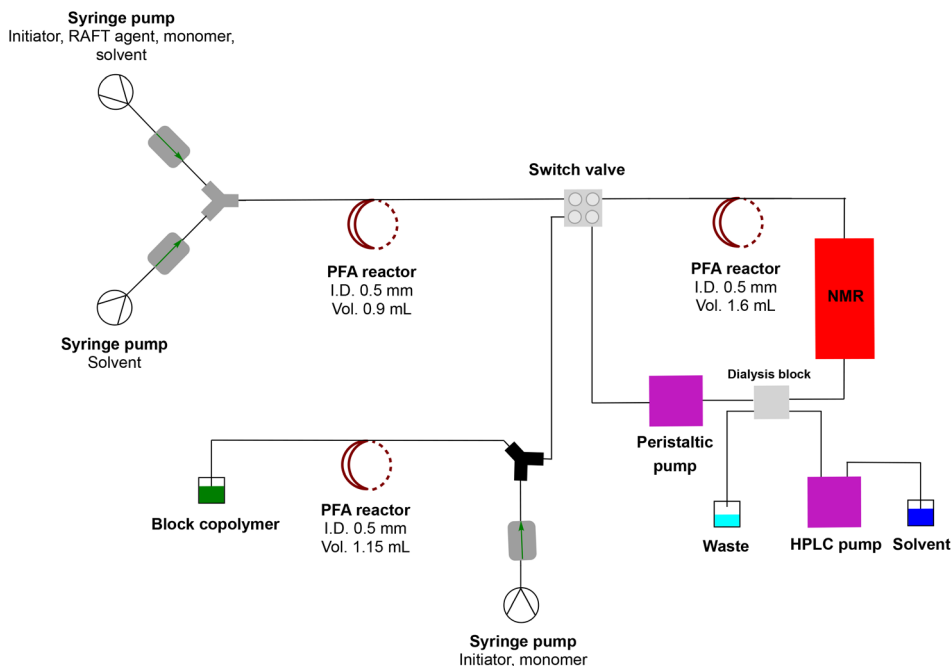 Syringe pump
Initiator, RAFT agent, monomer,
solvent
Switch valve
PFA reactor
I.D. 0.5 mm
Vol. 0.9 mL
PFA reactor
I.D. 0.5 mm
Vol. 1.6 mL
NMR
Syringe pump
Solvent
Dialysis block
Peristaltic
pump
PFA reactor
I.D. 0.5 mm
Vol. 1.15 mL
Block copolymer
Waste
HPLC pump
Solvent
Syringe pump
Initiator, monomer